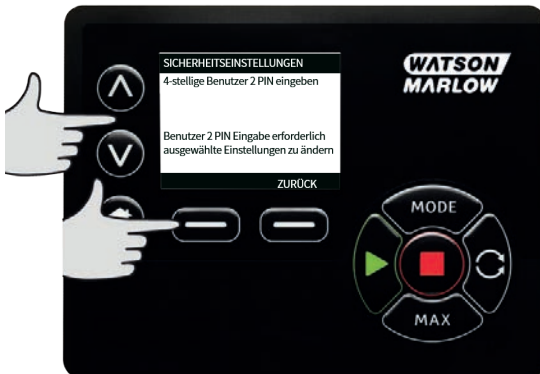 SICHERHEITSEINSTELLUNGEN
4-stellige Benutzer 2 PIN eingeben
Benutzer 2 PIN Eingabe erforderlich
ausgewählte Einstellungen zu ändern
ZURÜCK
WATSON
MARLOW
MODE
MAX